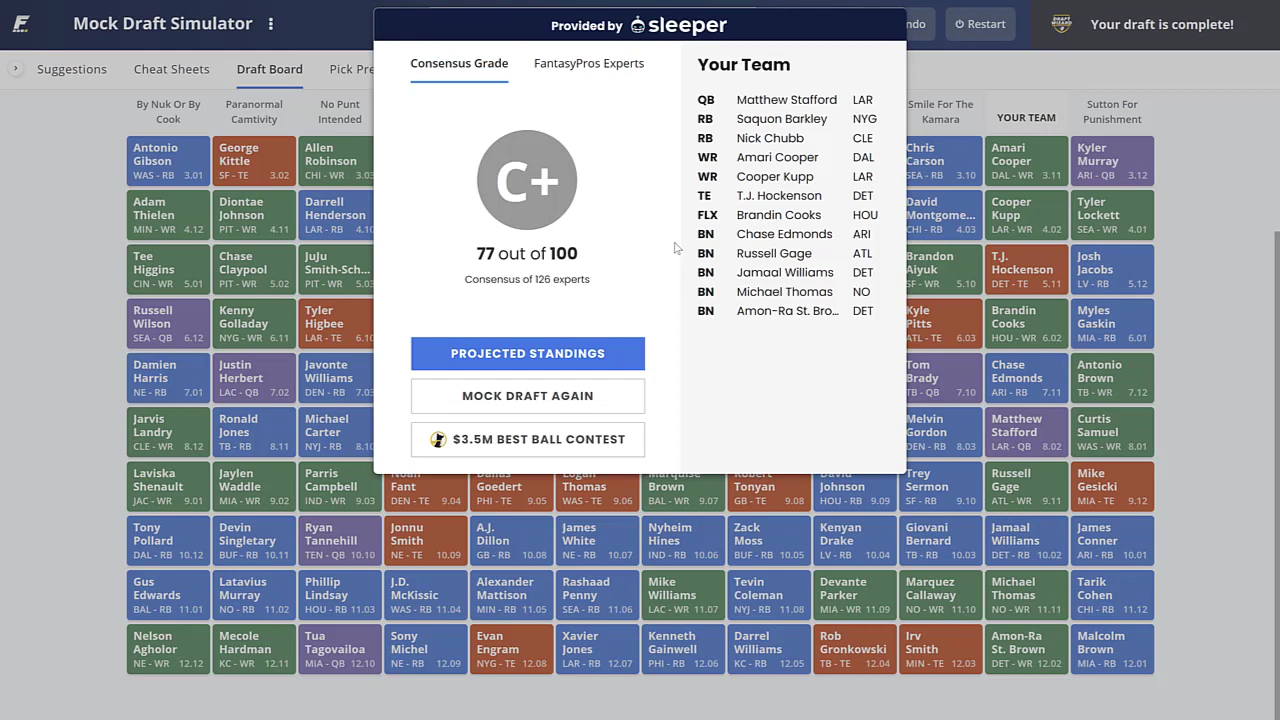 Mock Draft Simulator
ndo
Restart
Your draft is complete!
Provided by sleeper
Suggestions
Cheat Sheets
Draft Board
Pick Pre
Consensus Grade
FantasyPros Experts
C+
77 out of 100
Consensus of 126 experts
PROJECTED STANDINGS
MOCK DRAFT AGAIN
$3.5M BEST BALL CONTEST
Your Team
QB Matthew Stafford LAR
RB Saquon Barkley NYG
RB Nick Chubb CLE
WR Amari Cooper DAL
WR Cooper Kupp LAR
TE T.J. Hockenson DET
FLX Brandin Cooks HOU
BN Chase Edmonds ARI
BN Russell Gage ATL
BN Jamaal Williams DET
BN Michael Thomas NO
BN Amon-Ra St. Bro... DET
By Nuk Or By Cook
Paranormal Camtivity
No Punt Intended
Smile For The Kamara
YOUR TEAM
Sutton For Punishment
Antonio Gibson WAS - RB 3.01
George Kittle SF - TE 3.02
Allen Robinson CHI - WR 3.03
Chris Carson SEA - RB 3.10
Amari Cooper DAL - WR 3.11
Kyler Murray ARI - QB 3.12
Adam Thielen MIN - WR 4.12
Diontae Johnson PIT - WR 4.11
Darrell Henderson LAR - RB 4.10
David Montgome... CHI - RB 4.03
Cooper Kupp LAR - WR 4.02
Tyler Lockett SEA - WR 4.01
Tee Higgins CIN - WR 5.01
Chase Claypool PIT - WR 5.02
JuJu Smith-Sch... PIT - WR 5.03
Brandon Aiyuk SF - WR 5.10
T.J. Hockenson DET - TE 5.11
Josh Jacobs LV - RB 5.12
Russell Wilson SEA - QB 6.12
Kenny Golladay NYG - WR 6.11
Tyler Higbee LAR - TE 6.10
Kyle Pitts ATL - TE 6.03
Brandin Cooks HOU - WR 6.02
Myles Gaskin MIA - RB 6.01
Damien Harris NE - RB 7.01
Justin Herbert LAC - QB 7.02
Javonte Williams DEN - RB 7.03
Tom Brady TB - QB 7.10
Chase Edmonds ARI - RB 7.11
Antonio Brown TB - WR 7.12
Jarvis Landry CLE - WR 8.12
Ronald Jones TB - RB 8.11
Michael Carter NYJ - RB 8.10
Melvin Gordon DEN - RB 8.03
Matthew Stafford LAR - QB 8.02
Curtis Samuel WAS - WR 8.01
Laviska Shenault JAC - WR 9.01
Jaylen Waddle MIA - WR 9.02
Parris Campbell IND - WR 9.03
Noah Fant DEN - TE 9.04
Dallas Goedert PHI - TE 9.05
Logan Thomas WAS - TE 9.06
Marquise Brown BAL - WR 9.07
Robert Tonyan GB - TE 9.08
David Johnson HOU - RB 9.09
Trey Sermon SF - RB 9.10
Russell Gage ATL - WR 9.11
Mike Gesicki MIA - TE 9.12
Tony Pollard DAL - RB 10.12
Devin Singletary BUF - RB 10.11
Ryan Tannehill TEN - QB 10.10
Jonnu Smith NE - TE 10.09
A.J. Dillon GB - RB 10.08
James White NE - RB 10.07
Nyheim Hines IND - RB 10.06
Zack Moss BUF - RB 10.05
Kenyan Drake LV - RB 10.04
Giovani Bernard TB - RB 10.03
Jamaal Williams DET - RB 10.02
James Conner ARI - RB 10.01
Gus Edwards BAL - RB 11.01
Latavius Murray NO - RB 11.02
Phillip Lindsay HOU - RB 11.03
J.D. McKissic WAS - RB 11.04
Alexander Mattison MIN - RB 11.05
Rashaad Penny SEA - RB 11.06
Mike Williams LAC - WR 11.07
Tevin Coleman NYJ - RB 11.08
Devante Parker MIA - WR 11.09
Marquez Callaway NO - WR 11.10
Michael Thomas NO - WR 11.11
Tarik Cohen CHI - RB 11.12
Nelson Agholor NE - WR 12.12
Mecole Hardman KC - WR 12.11
Tua Tagovailoa MIA - QB 12.10
Sony Michel NE - RB 12.09
Evan Engram NYG - TE 12.08
Xavier Jones LAR - RB 12.07
Kenneth Gainwell PHI - RB 12.06
Darrel Williams KC - RB 12.05
Rob Gronkowski TB - TE 12.04
Irv Smith MIN - TE 12.03
Amon-Ra St. Brown DET - WR 12.02
Malcolm Brown MIA - RB 12.01